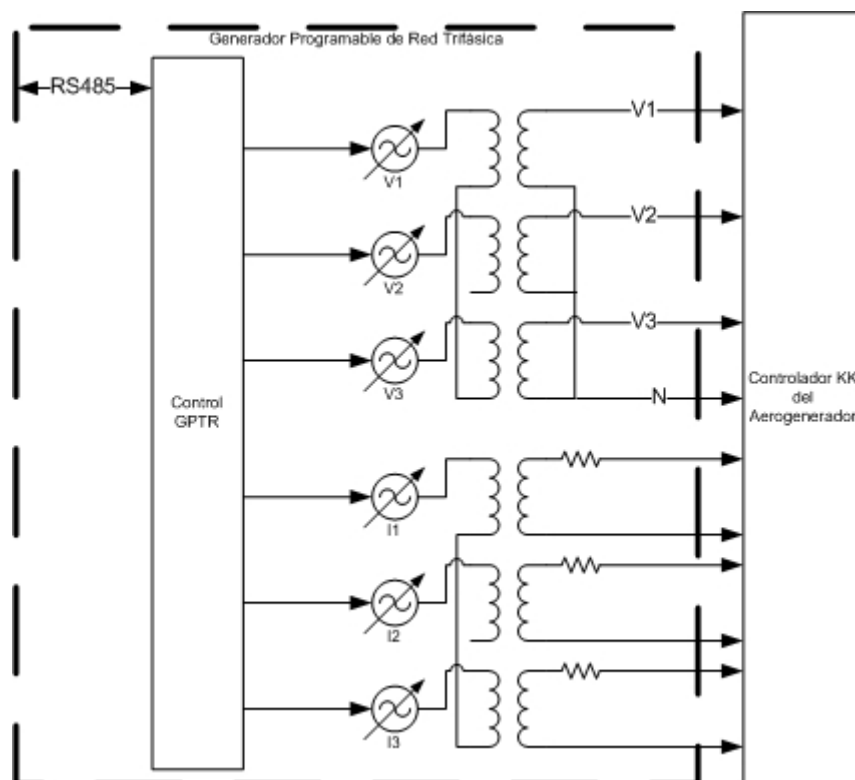 Generador Programable de Red Trifásica
RS485
V1
V1
V2
V2
V3
V3
N
Control
GPTR
Controlador KK
del
Aerogenerador
I1
I2
I3